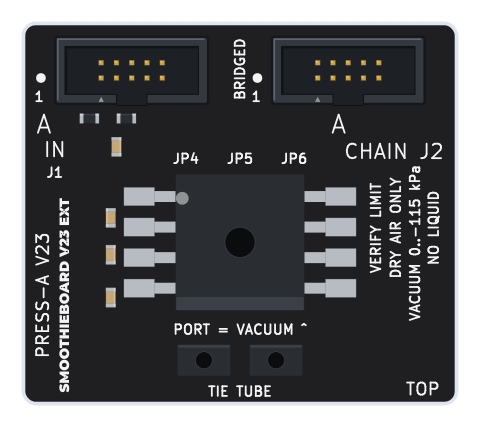 BRIDGED
1
1
A
A
IN
CHAIN J2
J1
JP4 JP5 JP6
PRESS-A V23
SMOOTHIEBOARD V23 EXT
VERIFY LIMIT
DRY AIR ONLY
VACUUM 0..-115 kPa
NO LIQUID
PORT = VACUUM ^
TIE TUBE
TOP